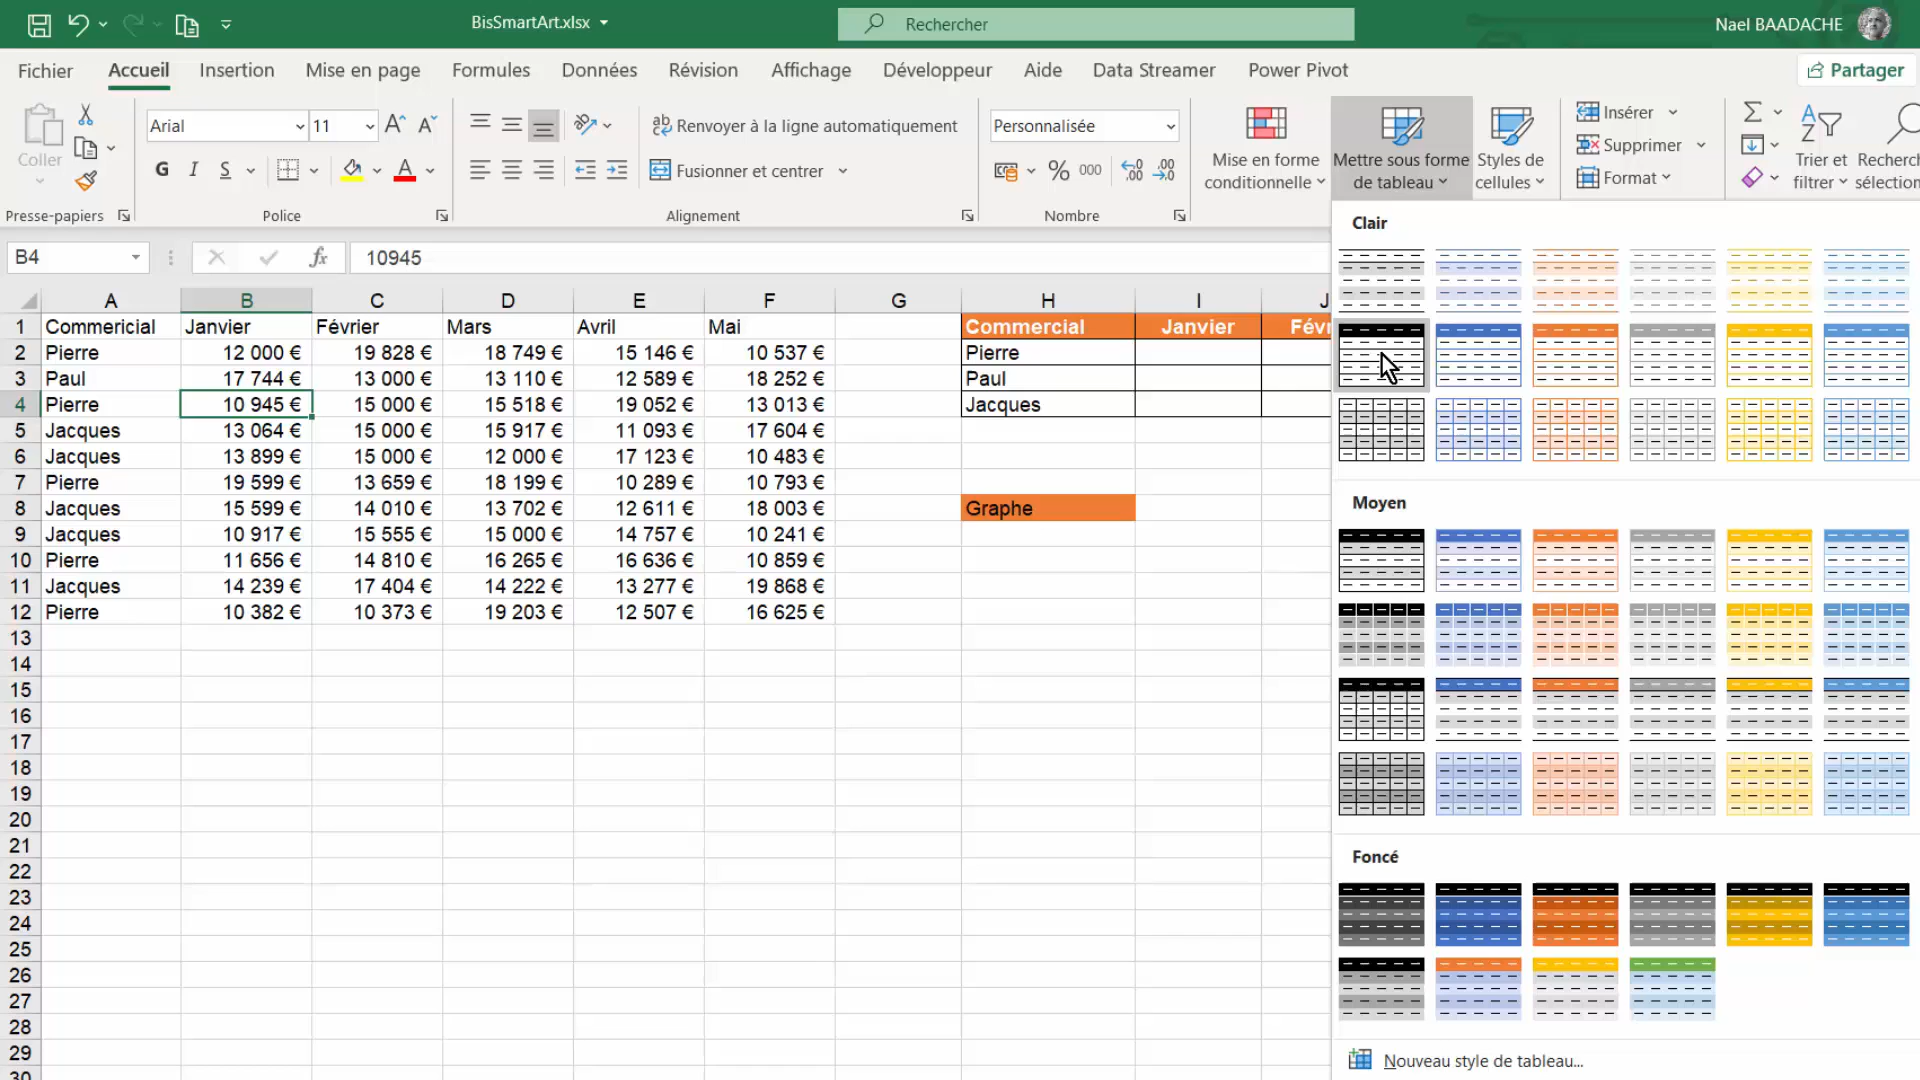 BisSmartArt.xlsx
Rechercher
Nael BAADACHE
Fichier Accueil Insertion Mise en page Formules Données Révision Affichage Développeur Aide Data Streamer Power Pivot Partager
Coller
Arial 11
Renvoyer à la ligne automatiquement
Personnalisée
G I S
Fusionner et centrer
% 000
Mise en forme conditionnelle
Mettre sous forme de tableau
Styles de cellules
Insérer
Supprimer
Format
Trier et filtrer
Presse-papiers Police Alignement Nombre
B4 fx 10945
A B C D E F G H I J
1 Commericial Janvier Février Mars Avril Mai Commercial Janvier
2 Pierre 12 000 € 19 828 € 18 749 € 15 146 € 10 537 € Pierre
3 Paul 17 744 € 13 000 € 13 110 € 12 589 € 18 252 € Paul
4 Pierre 10 945 € 15 000 € 15 518 € 19 052 € 13 013 € Jacques
5 Jacques 13 064 € 15 000 € 15 917 € 11 093 € 17 604 €
6 Jacques 13 899 € 15 000 € 12 000 € 17 123 € 10 483 €
7 Pierre 19 599 € 13 659 € 18 199 € 10 289 € 10 793 €
8 Jacques 15 599 € 14 010 € 13 702 € 12 611 € 18 003 € Graphe
9 Jacques 10 917 € 15 555 € 15 000 € 14 757 € 10 241 €
10 Pierre 11 656 € 14 810 € 16 265 € 16 636 € 10 859 €
11 Jacques 14 239 € 17 404 € 14 222 € 13 277 € 19 868 €
12 Pierre 10 382 € 10 373 € 19 203 € 12 507 € 16 625 €
13
14
15
16
17
18
19
20
21
22
23
24
25
26
27
28
29
30
Clair
Moyen
Foncé
Nouveau style de tableau...